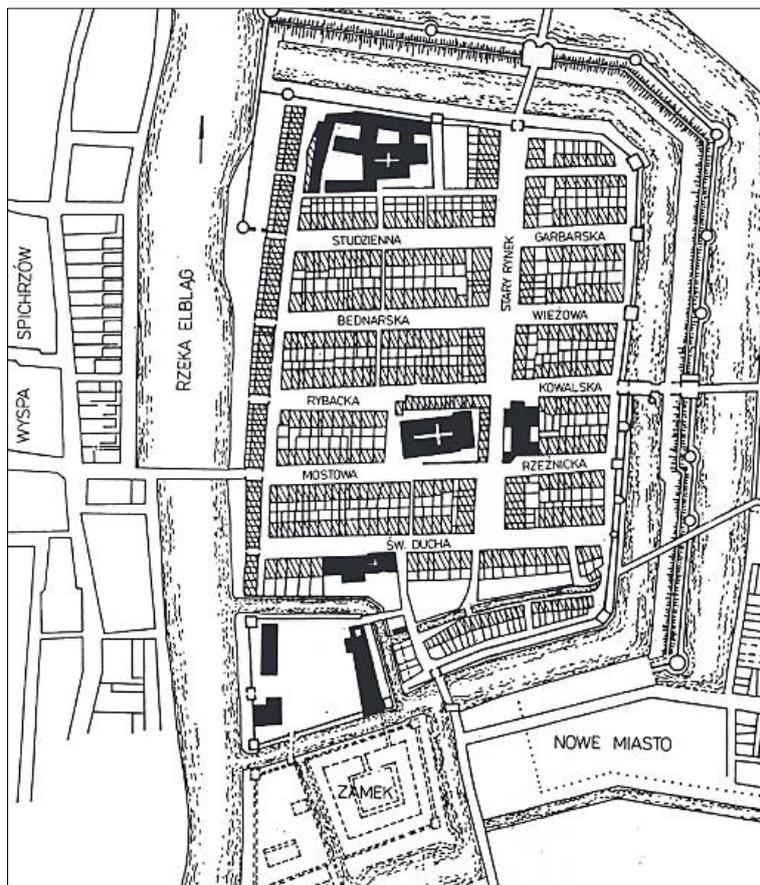 STUDZIENNA
GARBARSKA
STARY RYNEK
SPICHRZÓW
WYSPA
RZEKA ELBLĄG
BEDNARSKA
WIEŻOWA
RYBACKA
KOWALSKA
MOSTOWA
RZEŹNICKA
ŚW. DUCHA
NOWE MIASTO
ZAMEK